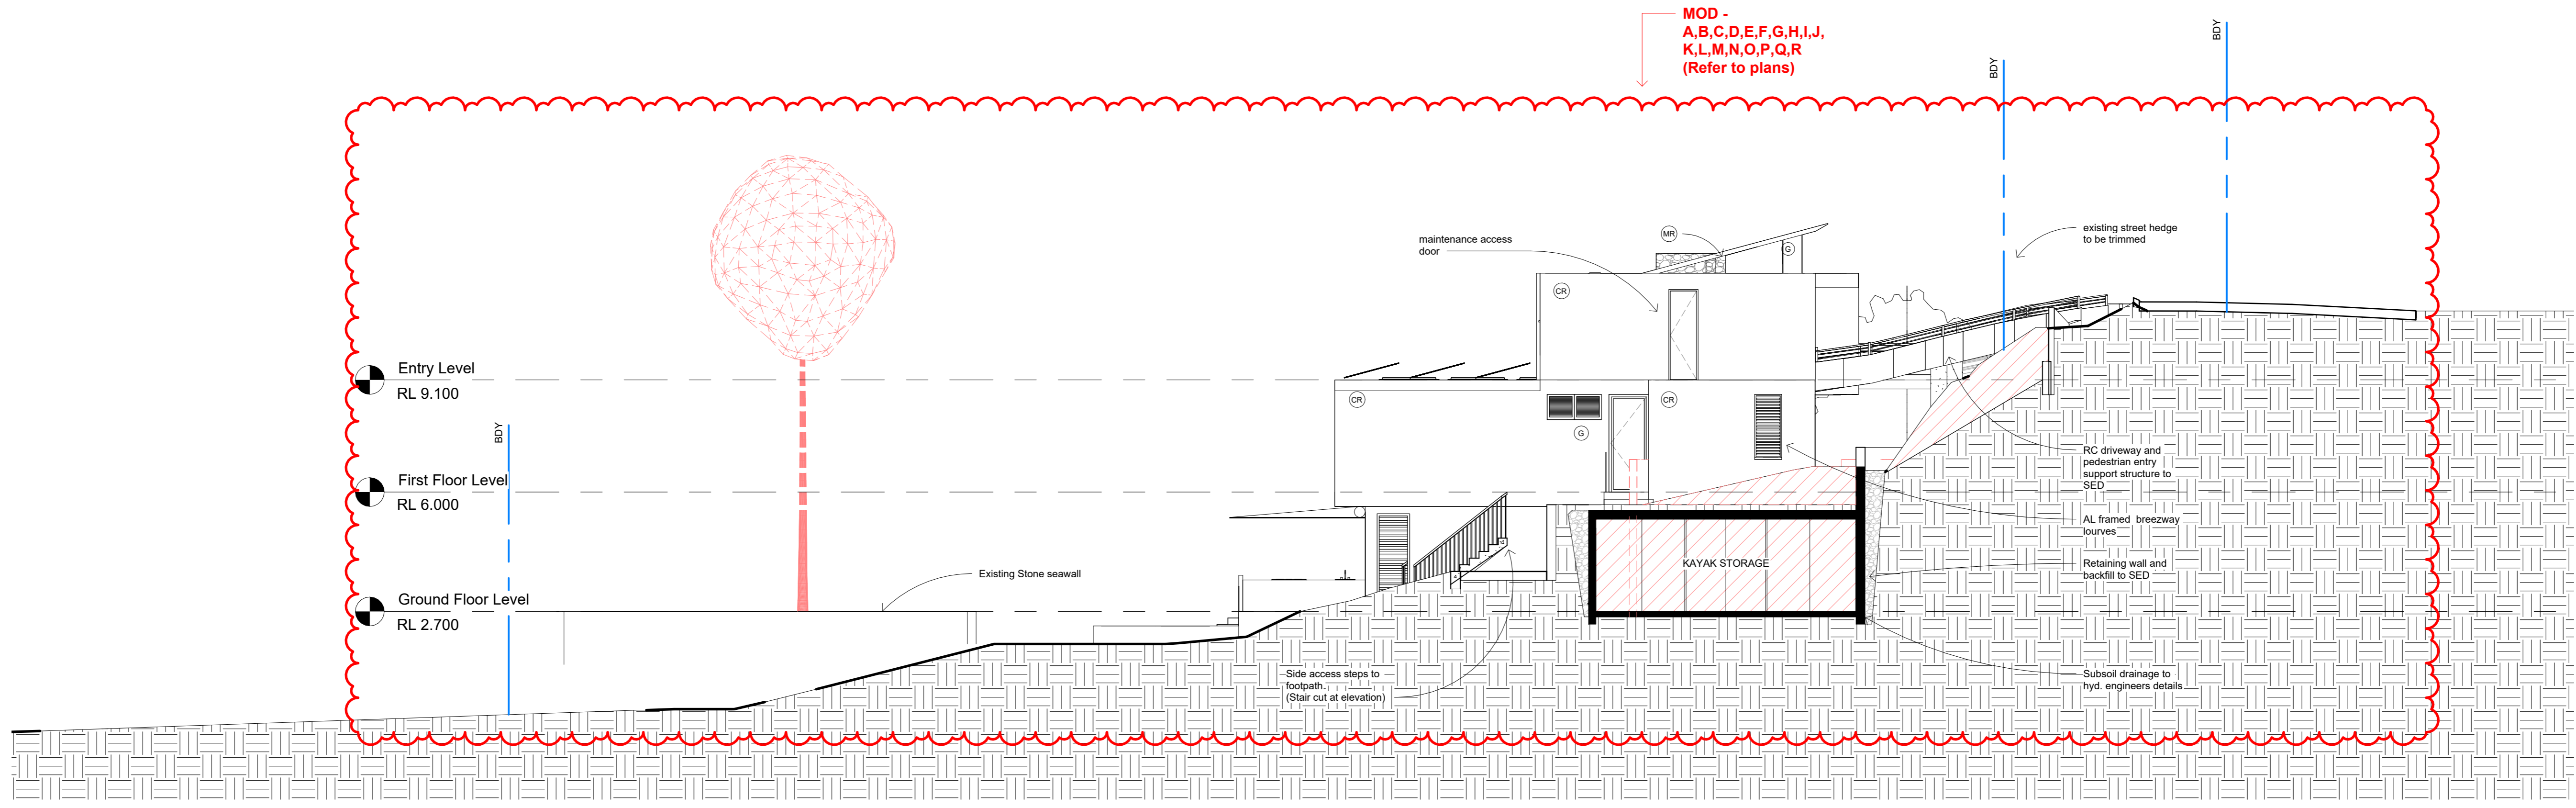 MOD -
A,B,C,D,E,F,G,H,I,J,
K,L,M,N,O,P,Q,R
(Refer to plans)
BDY
BDY
existing street hedge
to be trimmed
maintenance access
door
MR
G
CR
Entry Level
RL 9.100
CR
CR
G
BDY
First Floor Level
RL 6.000
RC driveway and
pedestrian entry
support structure to
SED
AL framed breezway
lourves
KAYAK STORAGE
Retaining wall and
backfill to SED
Existing Stone seawall
Ground Floor Level
RL 2.700
Side access steps to
footpath.
(Stair cut at elevation)
Subsoil drainage to
hyd. engineers details